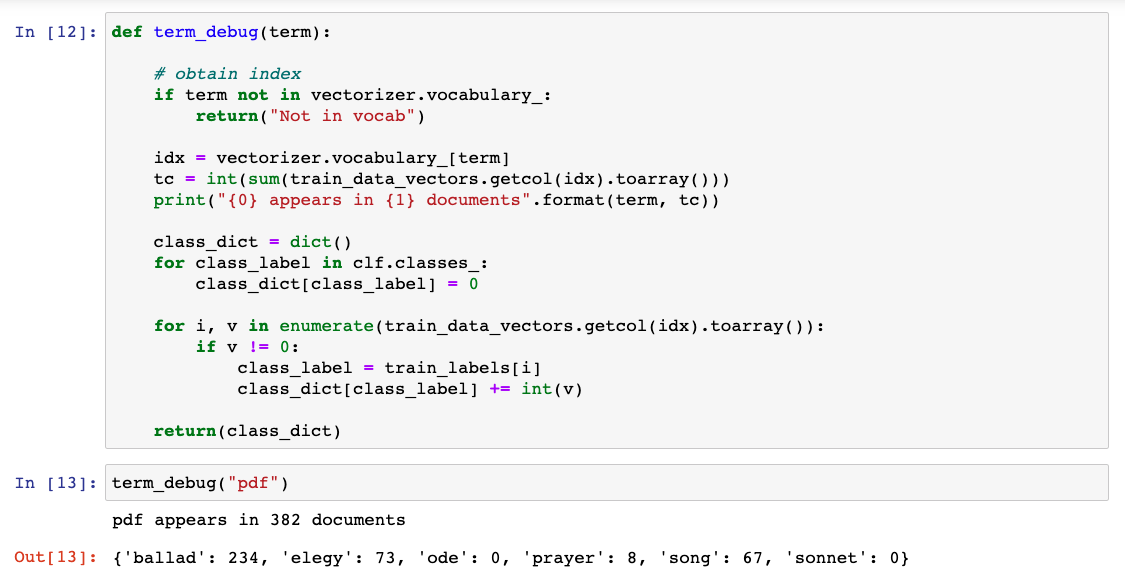 In [12]: def term_debug(term):
# obtain index
if term not in vectorizer.vocabulary_:
return("Not in vocab")
idx = vectorizer.vocabulary_[term]
tc = int(sum(train_data_vectors.getcol(idx).toarray()))
print("{0} appears in {1} documents".format(term, tc))
class_dict = dict()
for class_label in clf.classes_:
class_dict[class_label] = 0
for i, v in enumerate(train_data_vectors.getcol(idx).toarray()):
if v != 0:
class_label = train_labels[i]
class_dict[class_label] += int(v)
return(class_dict)
In [13]: term_debug("pdf")
pdf appears in 382 documents
Out[13]: {'ballad': 234, 'elegy': 73, 'ode': 0, 'prayer': 8, 'song': 67, 'sonnet': 0}